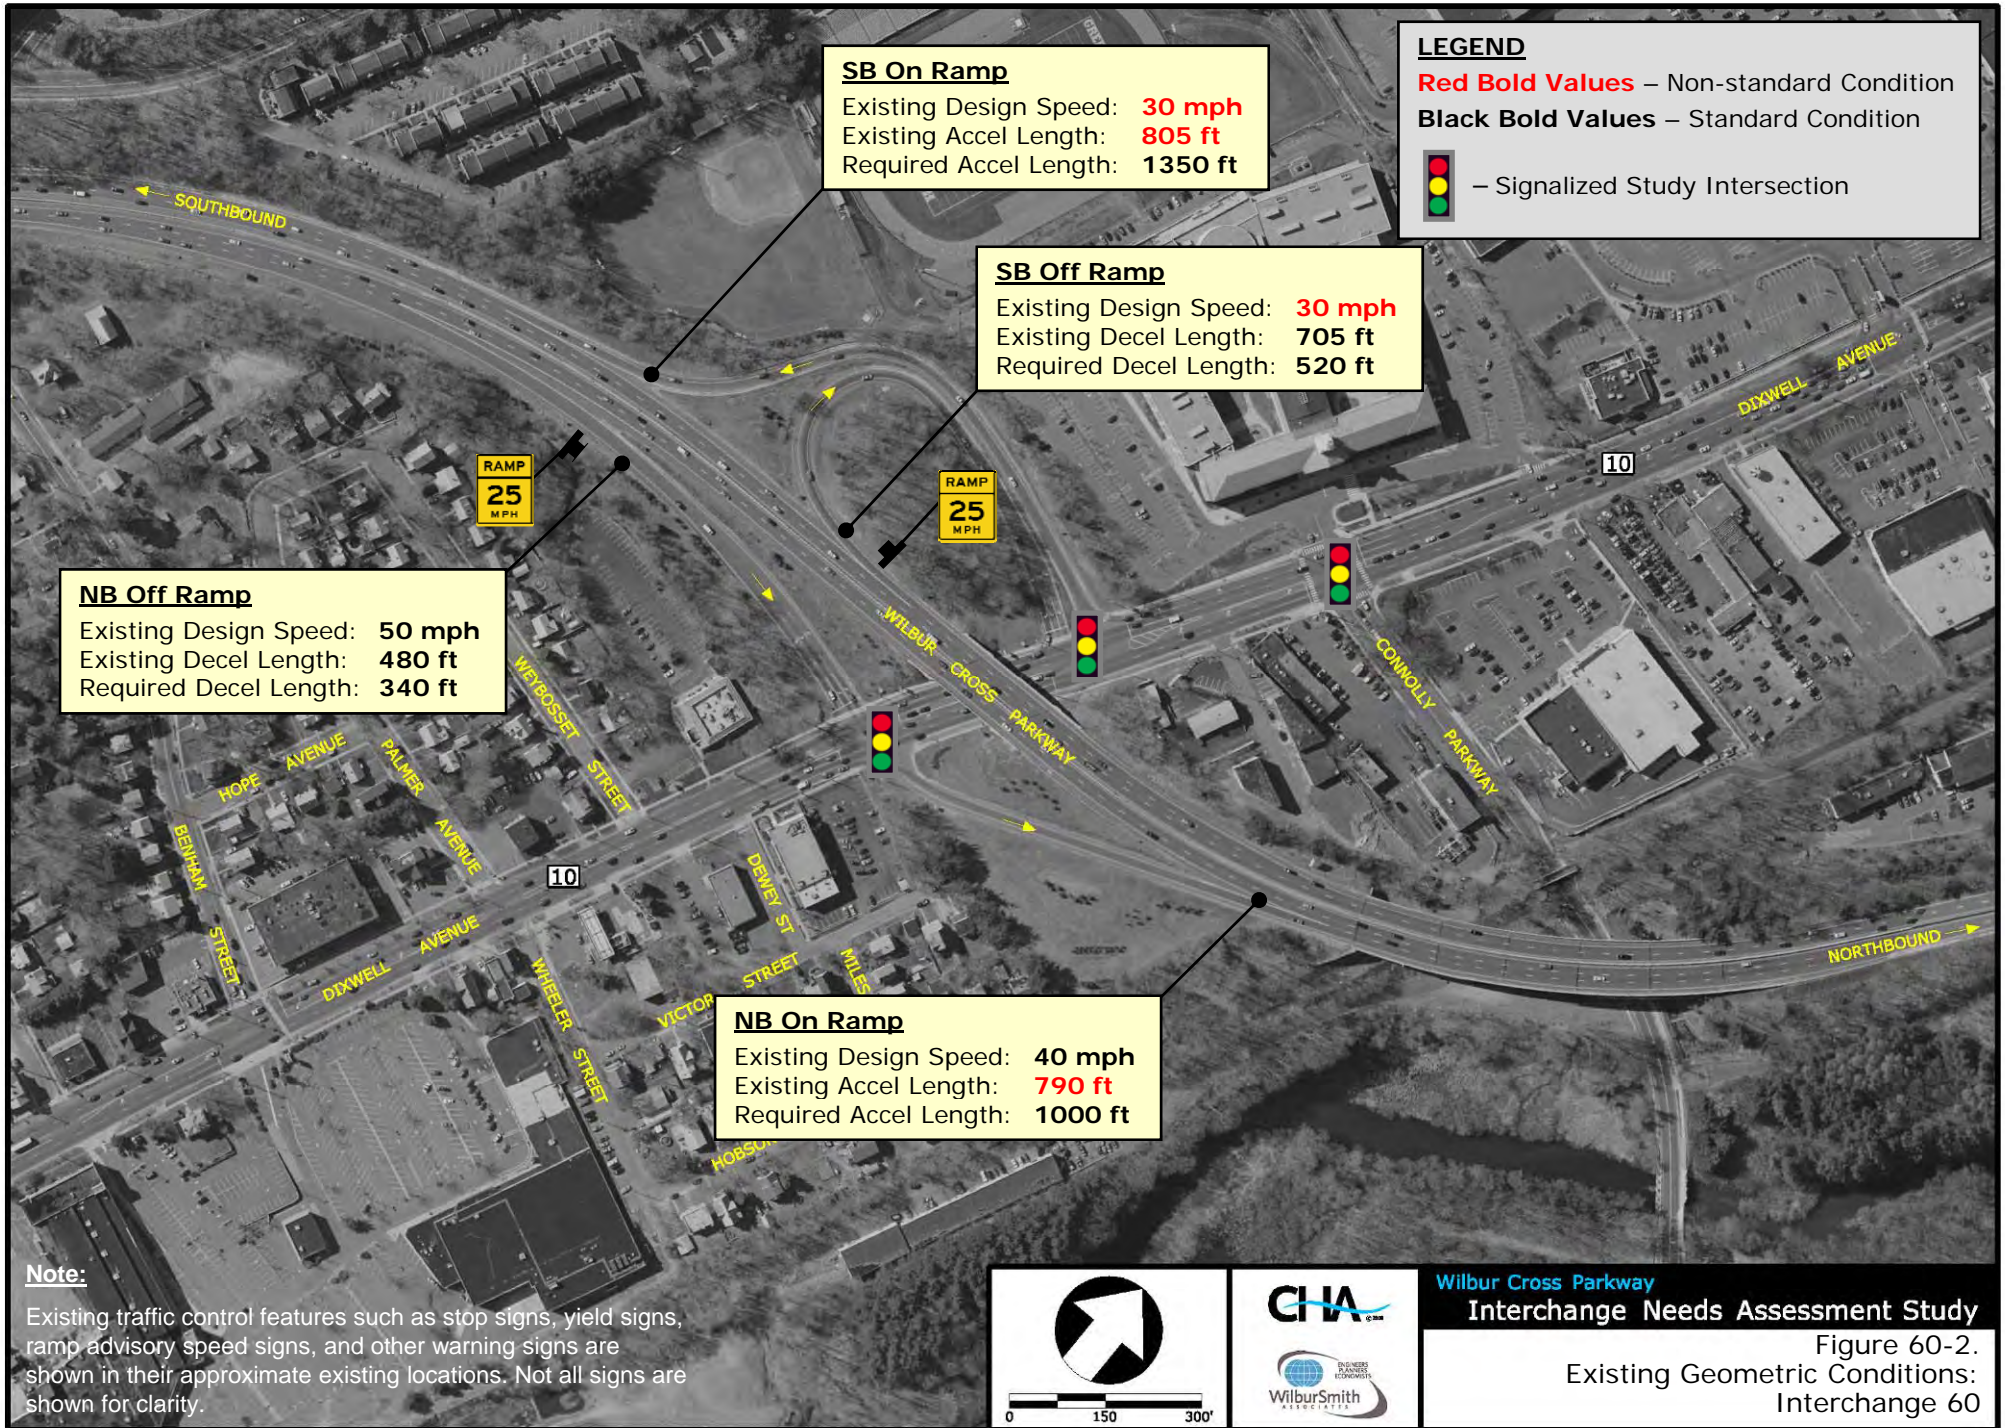 SB On Ramp
Existing Design Speed: 30 mph
Existing Accel Length: 805 ft
Required Accel Length: 1350 ft
LEGEND
Red Bold Values – Non-standard Condition
Black Bold Values – Standard Condition
– Signalized Study Intersection
SOUTHBOUND
SB Off Ramp
Existing Design Speed: 30 mph
Existing Decel Length: 705 ft
Required Decel Length: 520 ft
DIXWELL AVENUE
10
RAMP
25
MPH
RAMP
25
MPH
NB Off Ramp
Existing Design Speed: 50 mph
Existing Decel Length: 480 ft
Required Decel Length: 340 ft
WILBUR CROSS PARKWAY
CONNOLLY PARKWAY
WEYBOSSET STREET
HOPE AVENUE
PALMER AVENUE
BENHAM STREET
10
DIXWELL AVENUE
DEWEY ST
WHEELER STREET
VICTOR STREET
MILES
HOBSON
NORTHBOUND
NB On Ramp
Existing Design Speed: 40 mph
Existing Accel Length: 790 ft
Required Accel Length: 1000 ft
Note:
Existing traffic control features such as stop signs, yield signs,
ramp advisory speed signs, and other warning signs are
shown in their approximate existing locations. Not all signs are
shown for clarity.
0 150 300'
CHA
WilburSmith
ASSOCIATES
ENGINEERS
PLANNERS
ECONOMISTS
Wilbur Cross Parkway
Interchange Needs Assessment Study
Figure 60-2.
Existing Geometric Conditions:
Interchange 60